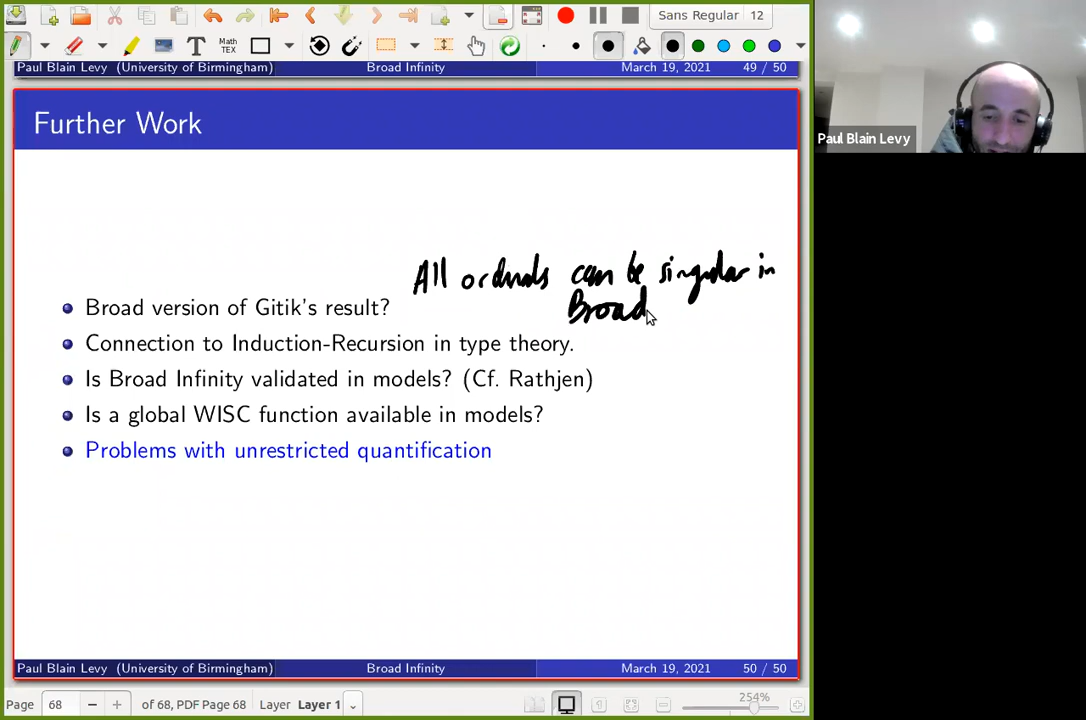 Sans Regular 12
Math
TEX
Paul Blain Levy (University of Birmingham) Broad Infinity March 19, 2021 49 / 50
Further Work
All ordinals can be singular in
Broad
Broad version of Gitik's result?
Connection to Induction-Recursion in type theory.
Is Broad Infinity validated in models? (Cf. Rathjen)
Is a global WISC function available in models?
Problems with unrestricted quantification
Paul Blain Levy (University of Birmingham) Broad Infinity March 19, 2021 50 / 50
Page 68 of 68, PDF Page 68 Layer Layer 1 254%
Paul Blain Levy